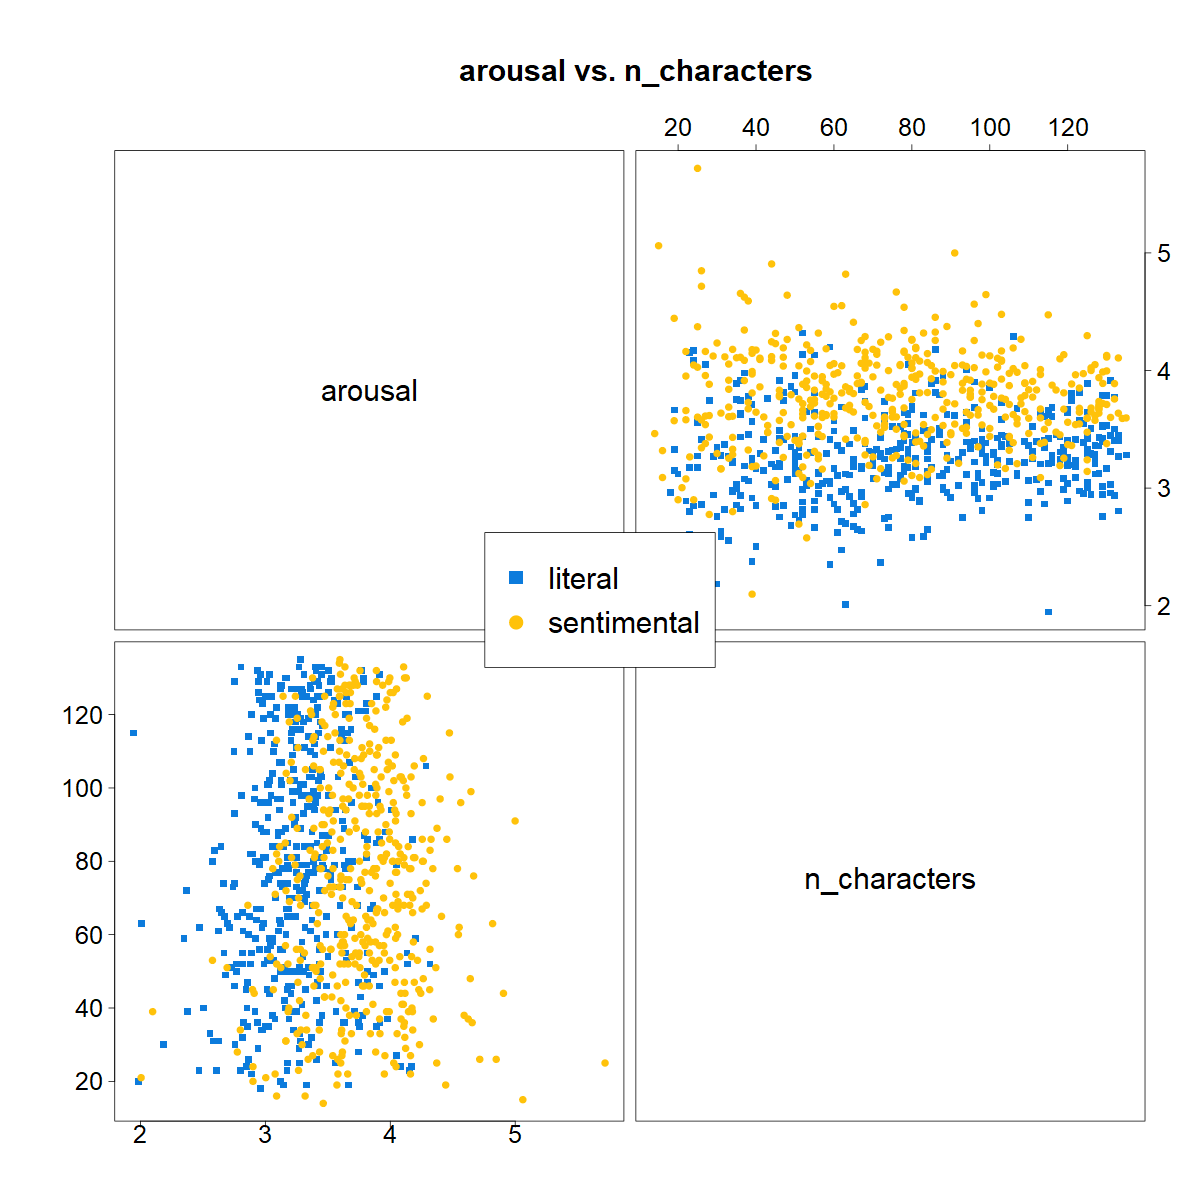 arousal vs. n_characters
20 40 60 80 100 120
arousal
5
4
3
2
literal
sentimental
120
100
80
60
40
20
n_characters
2 3 4 5